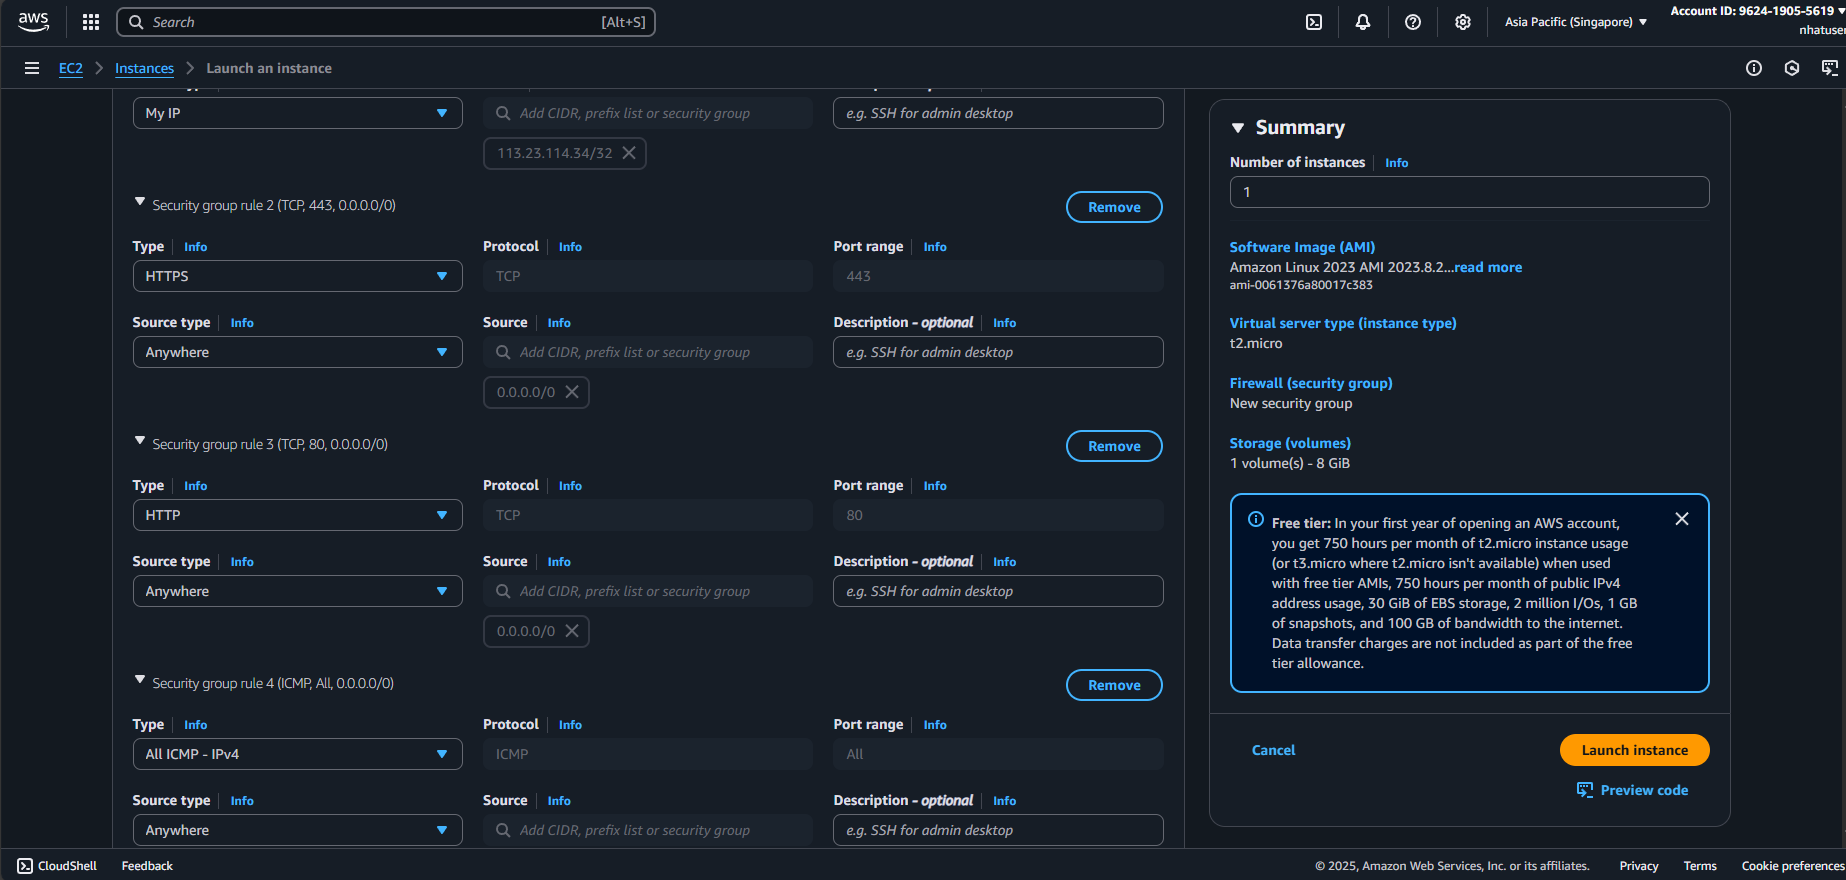 aws
Search [Alt+S]
Asia Pacific (Singapore)
Account ID: 9624-1905-5619
nhatuser
EC2 > Instances > Launch an instance
My IP
Add CIDR, prefix list or security group
e.g. SSH for admin desktop
113.23.114.34/32
Security group rule 2 (TCP, 443, 0.0.0.0/0)
Remove
Type Info
Protocol Info
Port range Info
HTTPS
TCP
443
Source type Info
Source Info
Description - optional Info
Anywhere
Add CIDR, prefix list or security group
e.g. SSH for admin desktop
0.0.0.0/0
Security group rule 3 (TCP, 80, 0.0.0.0/0)
Remove
Type Info
Protocol Info
Port range Info
HTTP
TCP
80
Source type Info
Source Info
Description - optional Info
Anywhere
Add CIDR, prefix list or security group
e.g. SSH for admin desktop
0.0.0.0/0
Security group rule 4 (ICMP, All, 0.0.0.0/0)
Remove
Type Info
Protocol Info
Port range Info
All ICMP - IPv4
ICMP
All
Source type Info
Source Info
Description - optional Info
Anywhere
Add CIDR, prefix list or security group
e.g. SSH for admin desktop
Summary
Number of instances Info
1
Software Image (AMI)
Amazon Linux 2023 AMI 2023.8.2...read more
ami-0061376a80017c383
Virtual server type (instance type)
t2.micro
Firewall (security group)
New security group
Storage (volumes)
1 volume(s) - 8 GiB
Free tier: In your first year of opening an AWS account,
you get 750 hours per month of t2.micro instance usage
(or t3.micro where t2.micro isn't available) when used
with free tier AMIs, 750 hours per month of public IPv4
address usage, 30 GiB of EBS storage, 2 million I/Os, 1 GB
of snapshots, and 100 GB of bandwidth to the internet.
Data transfer charges are not included as part of the free
tier allowance.
Cancel
Launch instance
Preview code
CloudShell
Feedback
© 2025, Amazon Web Services, Inc. or its affiliates.
Privacy
Terms
Cookie preferences